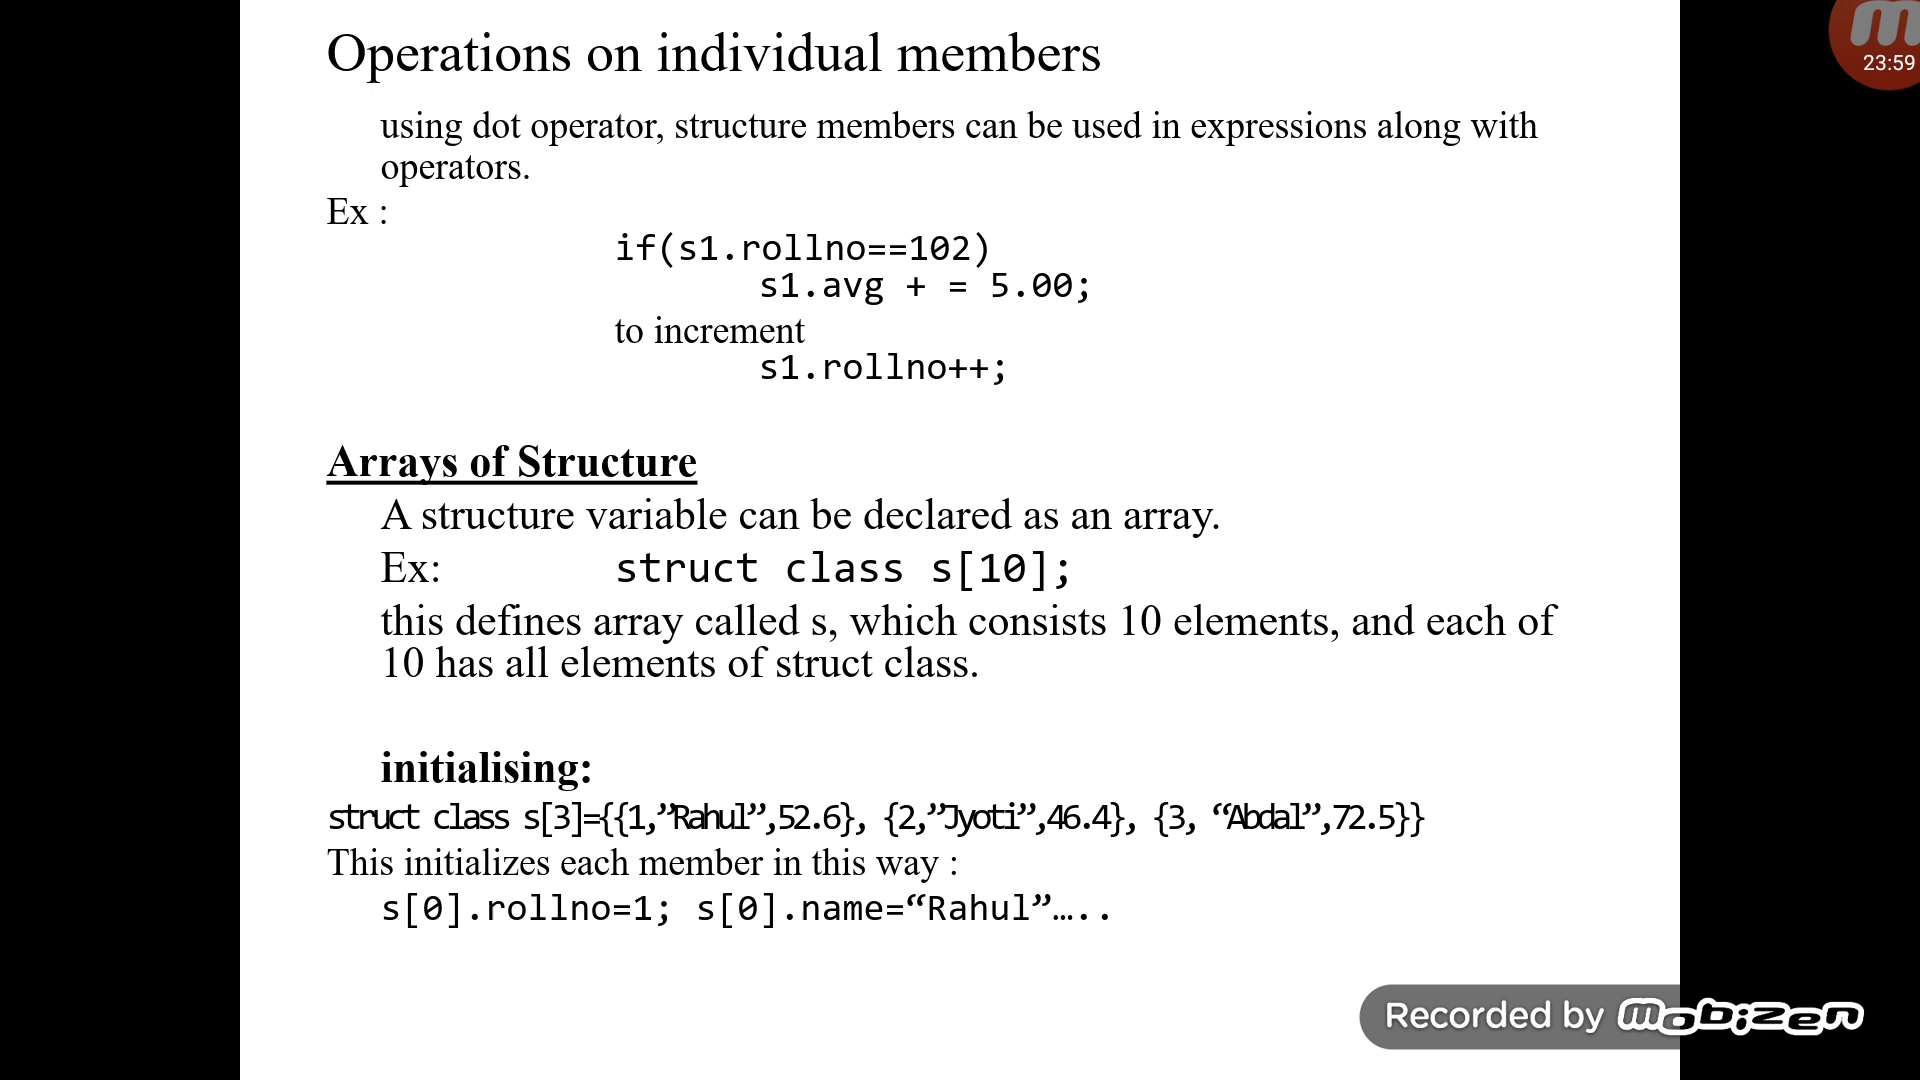 Operations on individual members
23:59
using dot operator, structure members can be used in expressions along with
operators.
Ex :
if(s1.rollno==102)
s1.avg + = 5.00;
to increment
s1.rollno++;
Arrays of Structure
A structure variable can be declared as an array.
Ex: struct class s[10];
this defines array called s, which consists 10 elements, and each of
10 has all elements of struct class.
initialising:
struct class s[3]={{1,”Rahul”,52.6}, {2,”Jyoti”,46.4}, {3, “Abdal”,72.5}}
This initializes each member in this way :
s[0].rollno=1; s[0].name=“Rahul”…..
Recorded by mobizen